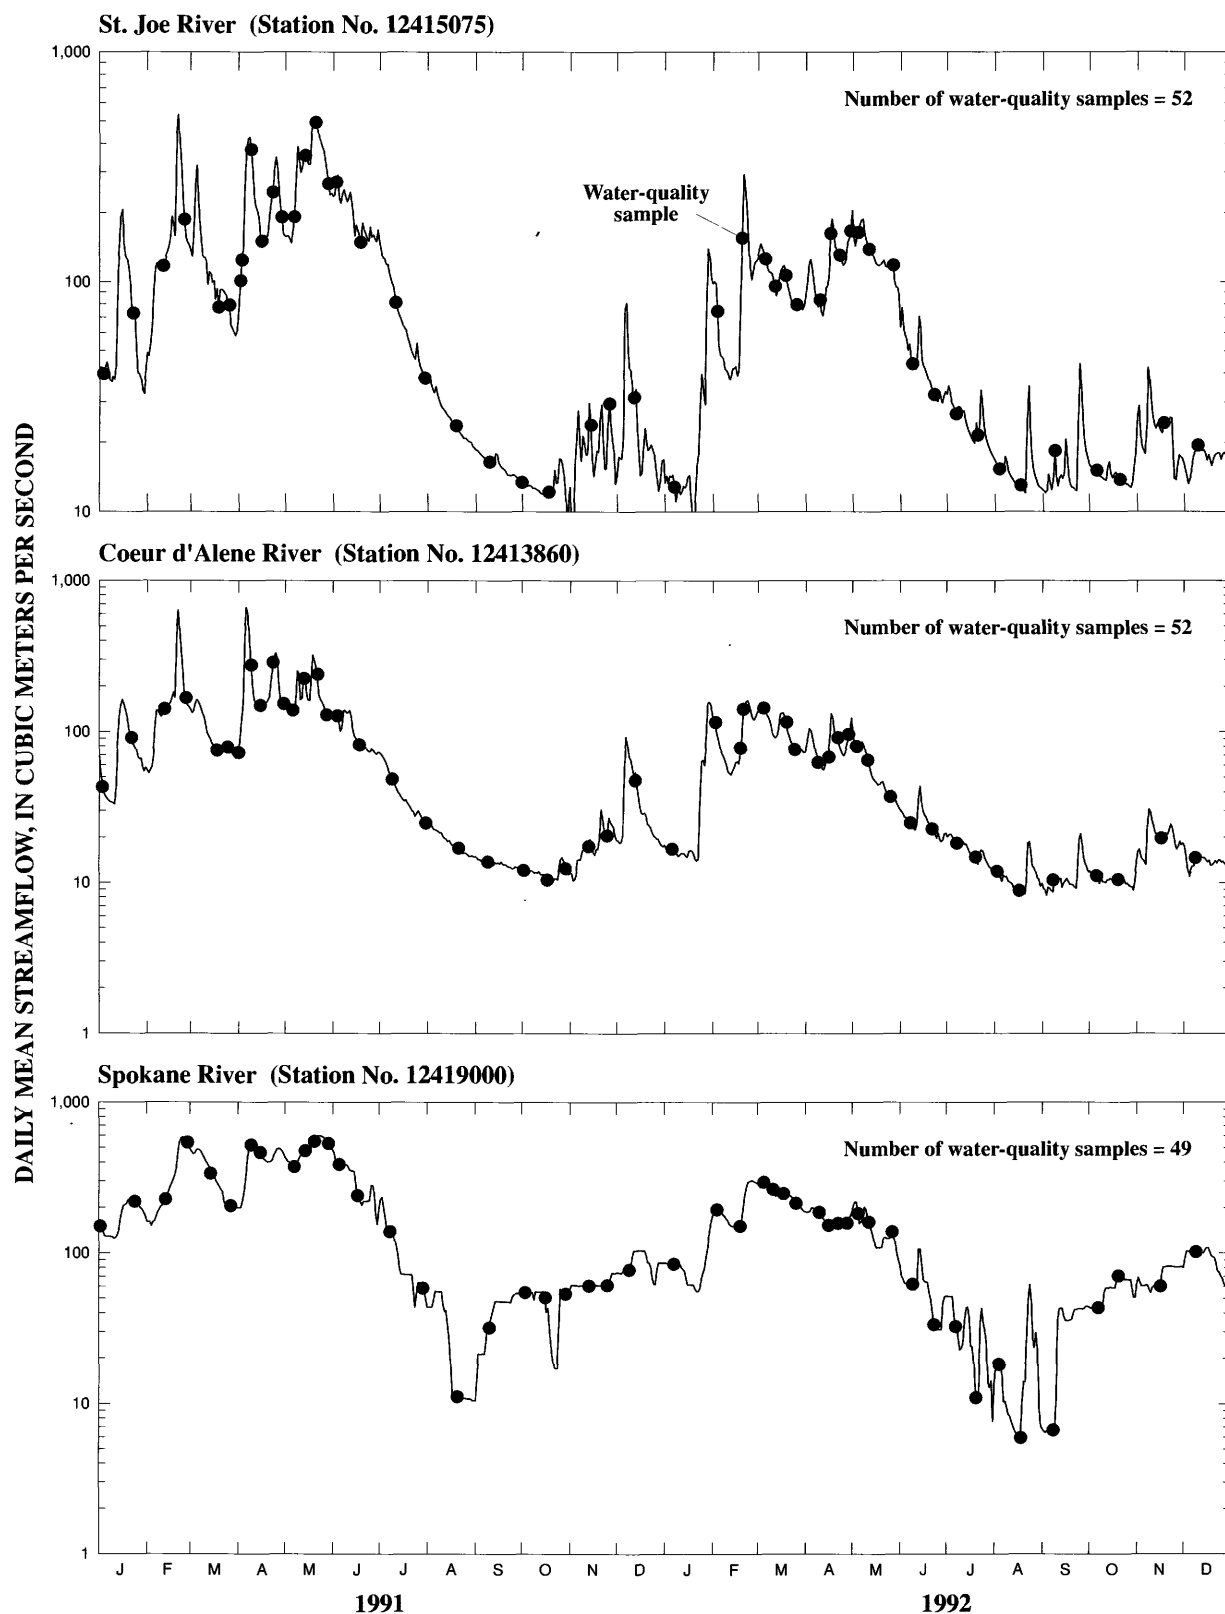 St. Joe River (Station No. 12415075)
1,000
Number of water-quality samples = 52
Water-quality
sample
100
10
Coeur d'Alene River (Station No. 12413860)
1,000
Number of water-quality samples = 52
100
10
1
Spokane River (Station No. 12419000)
1,000
Number of water-quality samples = 49
100
10
1
J F M A M J J A S O N D J F M A M J J A S O N D
1991 1992
DAILY MEAN STREAMFLOW, IN CUBIC METERS PER SECOND